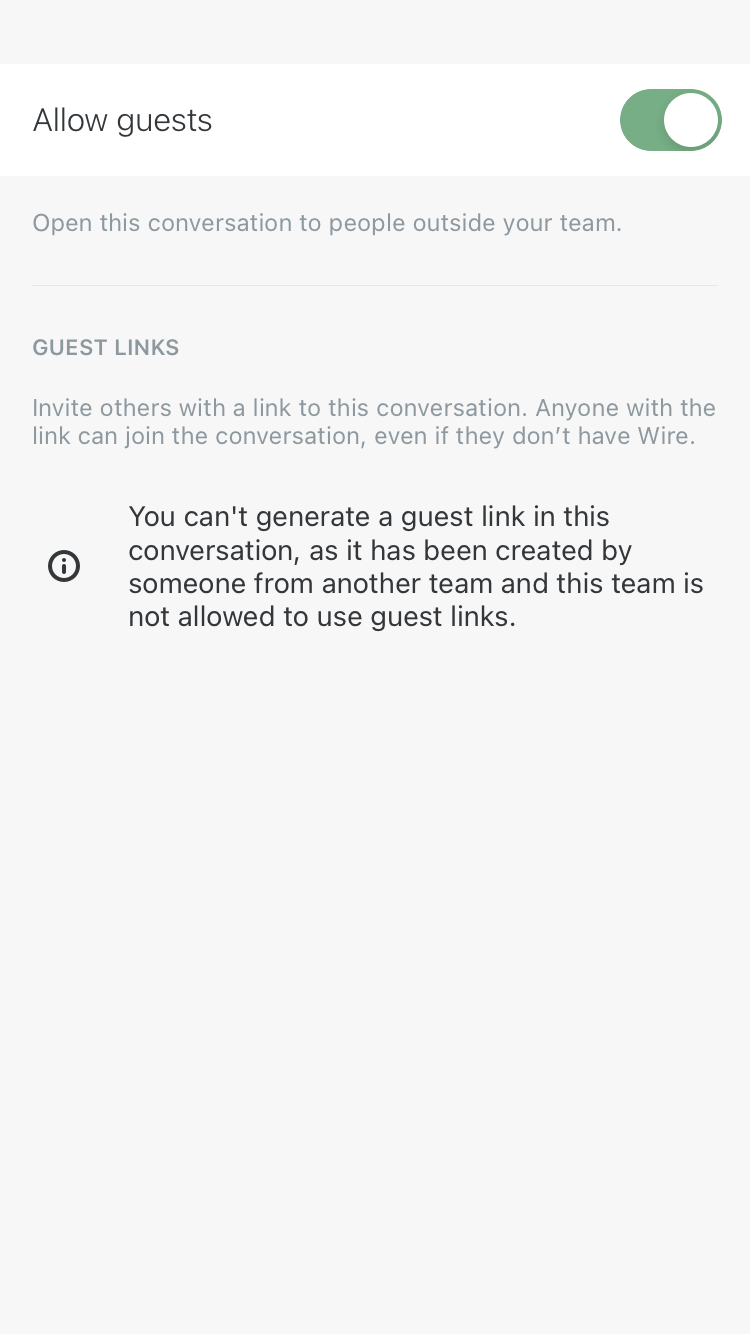 Allow guests
Open this conversation to people outside your team.
GUEST LINKS
Invite others with a link to this conversation. Anyone with the
link can join the conversation, even if they don’t have Wire.
You can't generate a guest link in this
conversation, as it has been created by
someone from another team and this team is
not allowed to use guest links.